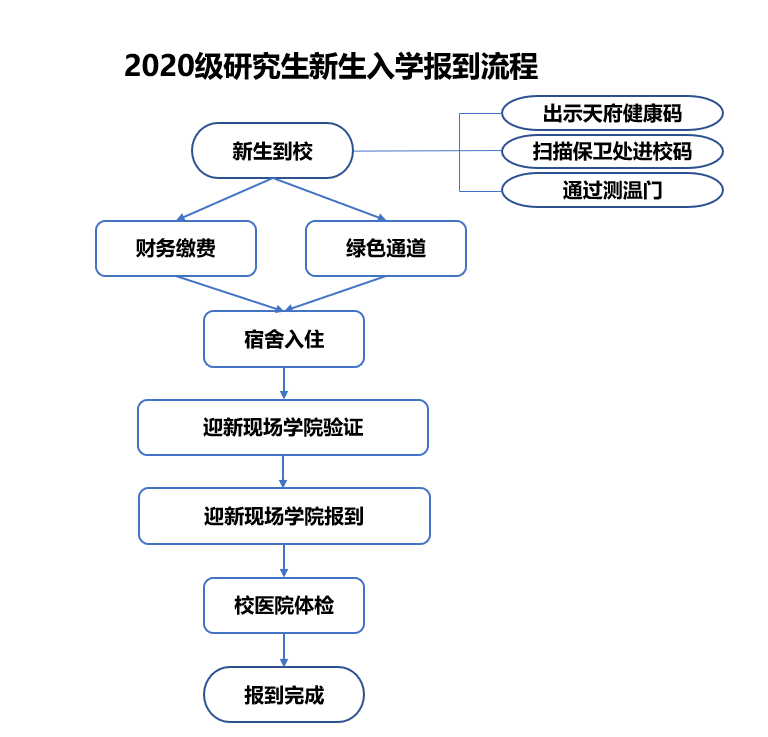 2020级研究生新生入学报到流程
出示天府健康码
新生到校
扫描保卫处进校码
通过测温门
财务缴费
绿色通道
宿舍入住
迎新现场学院验证
迎新现场学院报到
校医院体检
报到完成